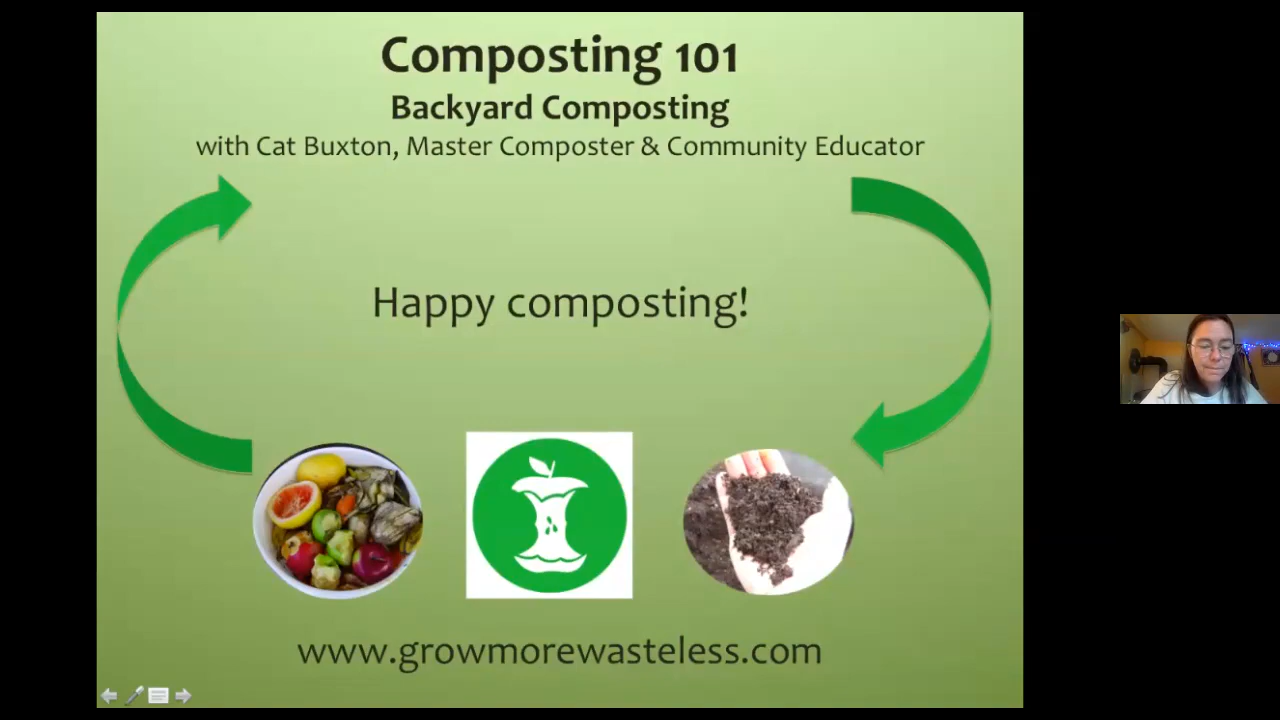 Composting 101
Backyard Composting
with Cat Buxton, Master Composter & Community Educator
Happy composting!
www.growmorewasteless.com